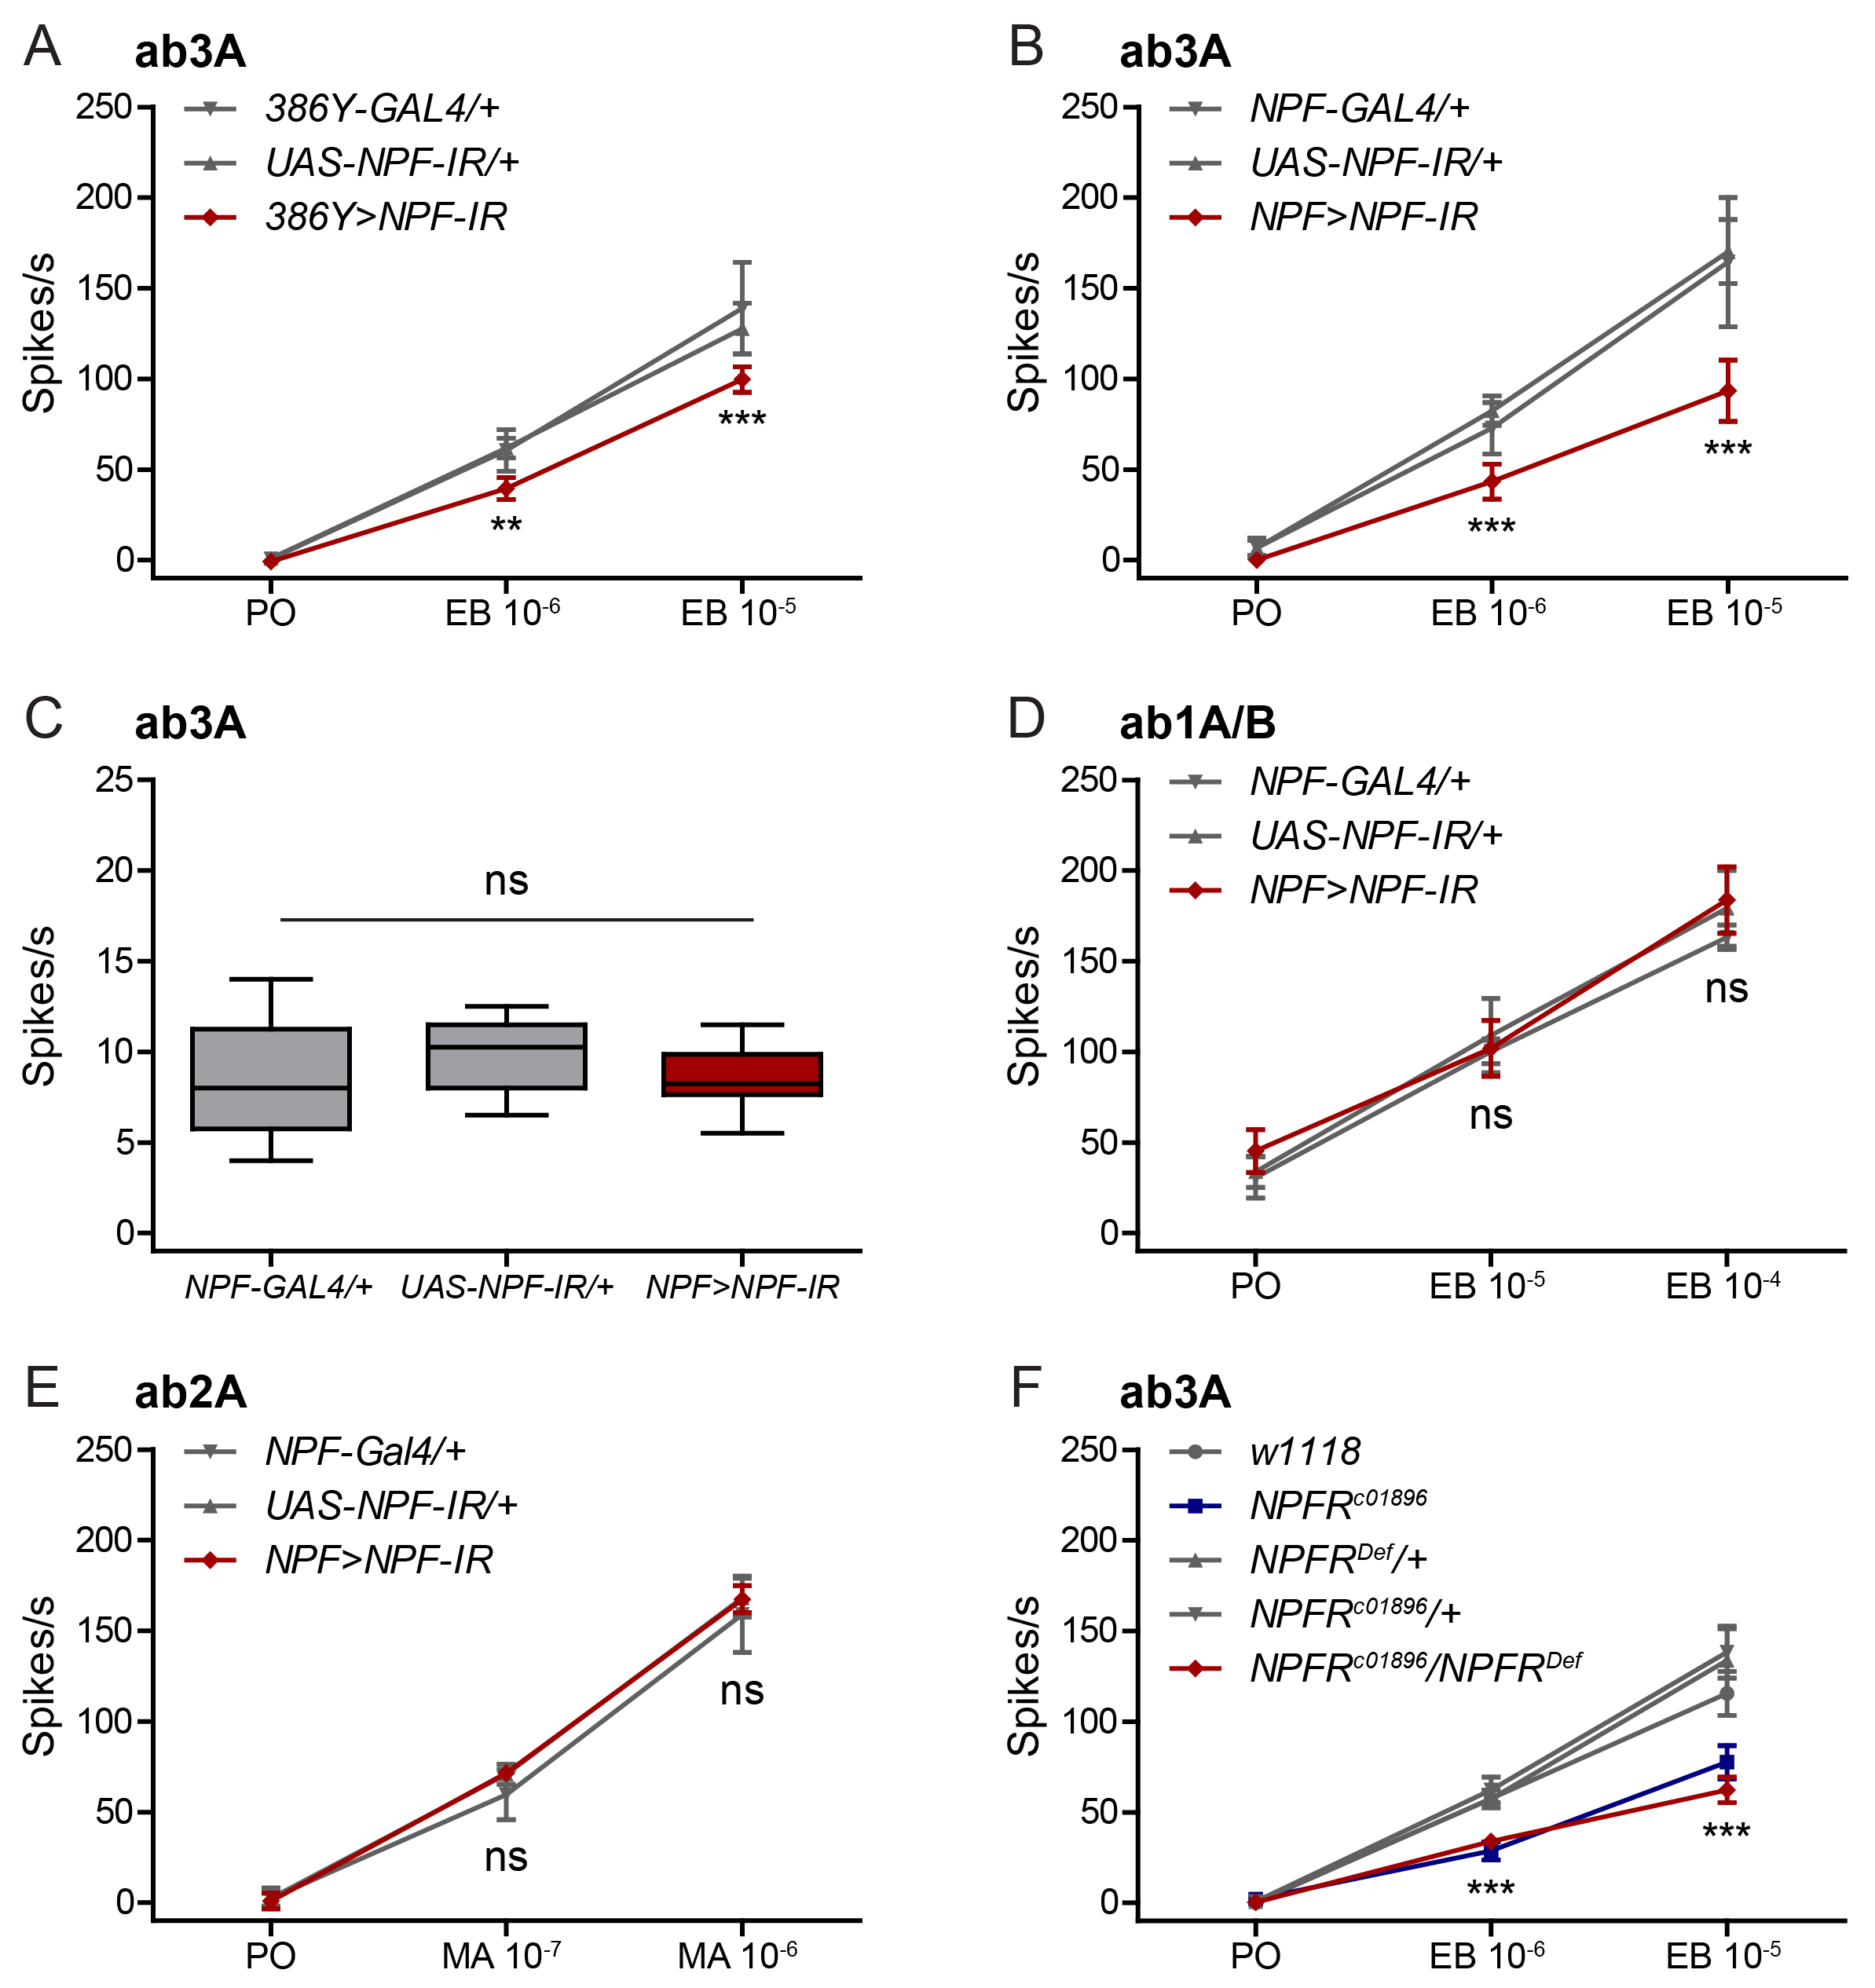 A ab3A
386Y-GAL4/+
UAS-NPF-IR/+
386Y>NPF-IR
Spikes/s
250
200
150
100
50
0
**
***
PO EB 10-6 EB 10-5
B ab3A
NPF-GAL4/+
UAS-NPF-IR/+
NPF>NPF-IR
Spikes/s
250
200
150
100
50
0
***
***
PO EB 10-6 EB 10-5
C ab3A
Spikes/s
25
20
15
10
5
0
ns
NPF-GAL4/+ UAS-NPF-IR/+ NPF>NPF-IR
D ab1A/B
NPF-GAL4/+
UAS-NPF-IR/+
NPF>NPF-IR
Spikes/s
250
200
150
100
50
0
ns
ns
PO EB 10-5 EB 10-4
E ab2A
NPF-Gal4/+
UAS-NPF-IR/+
NPF>NPF-IR
Spikes/s
250
200
150
100
50
0
ns
ns
PO MA 10-7 MA 10-6
F ab3A
w1118
NPFRc01896
NPFRDef/+
NPFRc01896/+
NPFRc01896/NPFRDef
Spikes/s
250
200
150
100
50
0
***
***
PO EB 10-6 EB 10-5